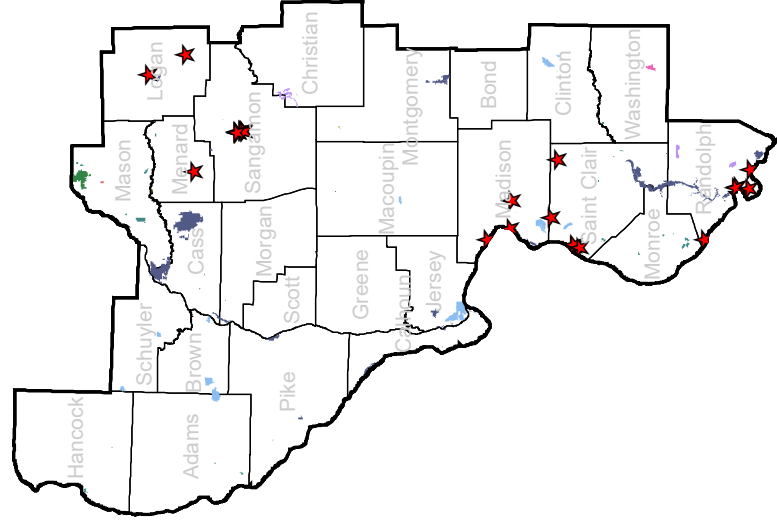 Logan
Christian
Montgomery
Bond
Clinton
Washington
Mason
Menard
Sangamon
Macoupin
Madison
Saint Clair
Randolph
Monroe
Cass
Morgan
Scott
Greene
Calhoun
Jersey
Schuyler
Brown
Pike
Hancock
Adams